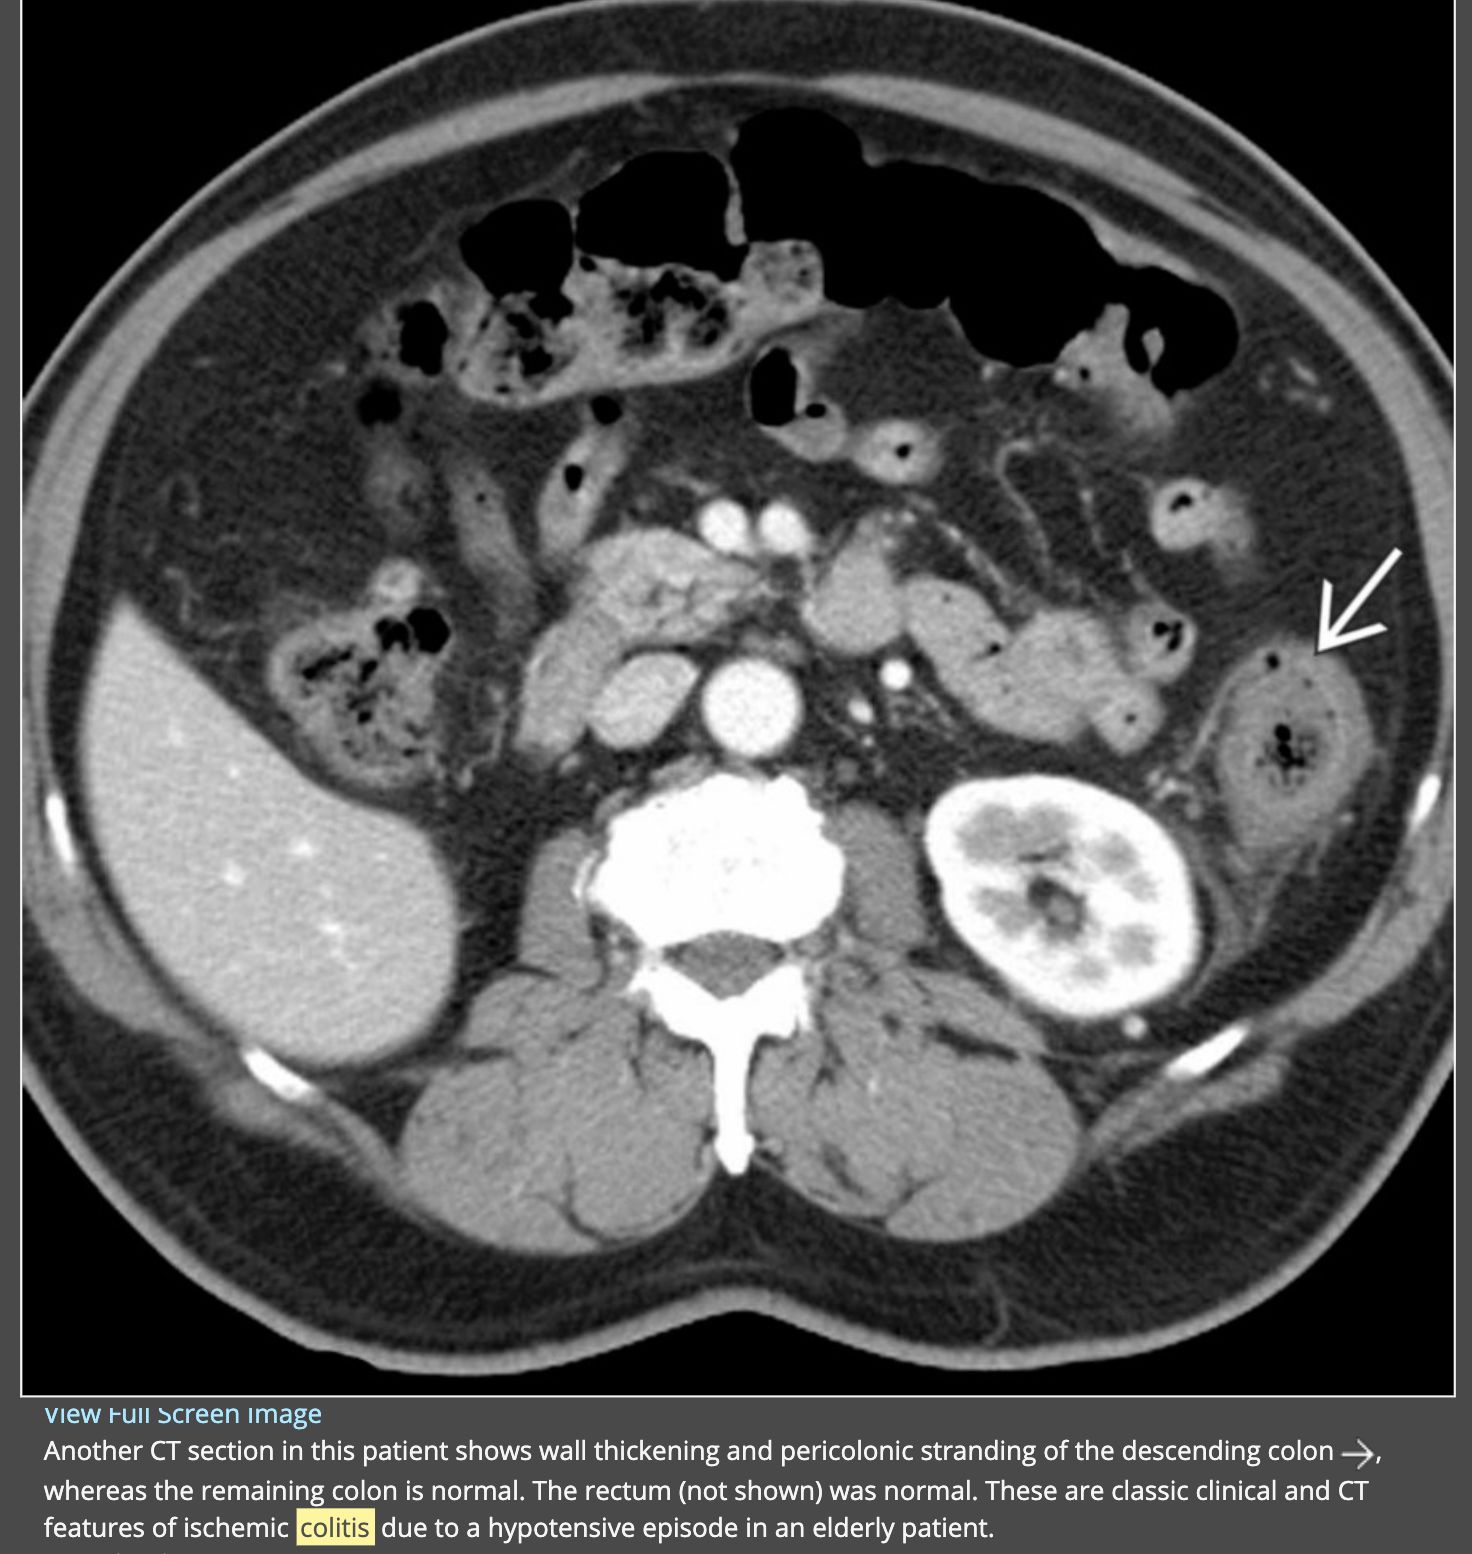 View Full Screen Image
Another CT section in this patient shows wall thickening and pericolonic stranding of the descending colon →,
whereas the remaining colon is normal. The rectum (not shown) was normal. These are classic clinical and CT
features of ischemic colitis due to a hypotensive episode in an elderly patient.